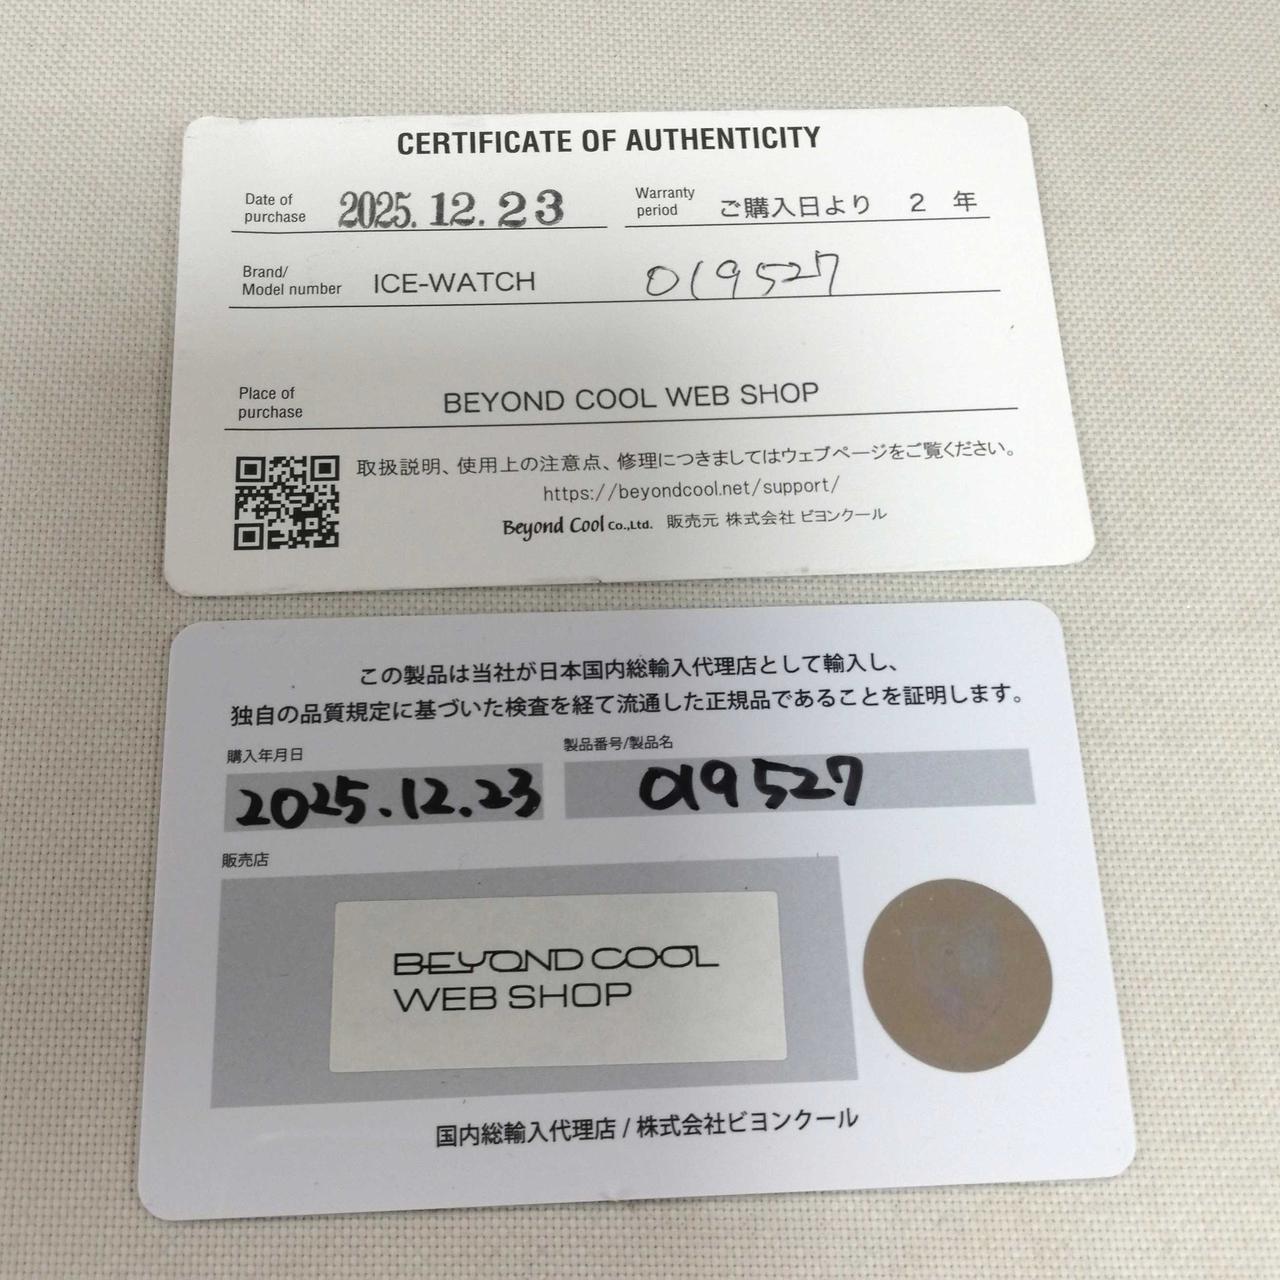 CERTIFICATE OF AUTHENTICITY
Date of purchase 2025.12.23 Warranty period ご購入日より 2 年
Brand/ Model number ICE-WATCH 019527
Place of purchase BEYOND COOL WEB SHOP
取扱説明、使用上の注意点、修理につきましてはウェブページをご覧ください。
https://beyondcool.net/support/
Beyond Cool Co.,Ltd. 販売元 株式会社 ビヨンクール
この製品は当社が日本国内総輸入代理店として輸入し、
独自の品質規定に基づいた検査を経て流通した正規品であることを証明します。
購入年月日 製品番号/製品名
2025.12.23 019527
販売店
BEYOND COOL
WEB SHOP
国内総輸入代理店 / 株式会社ビヨンクール